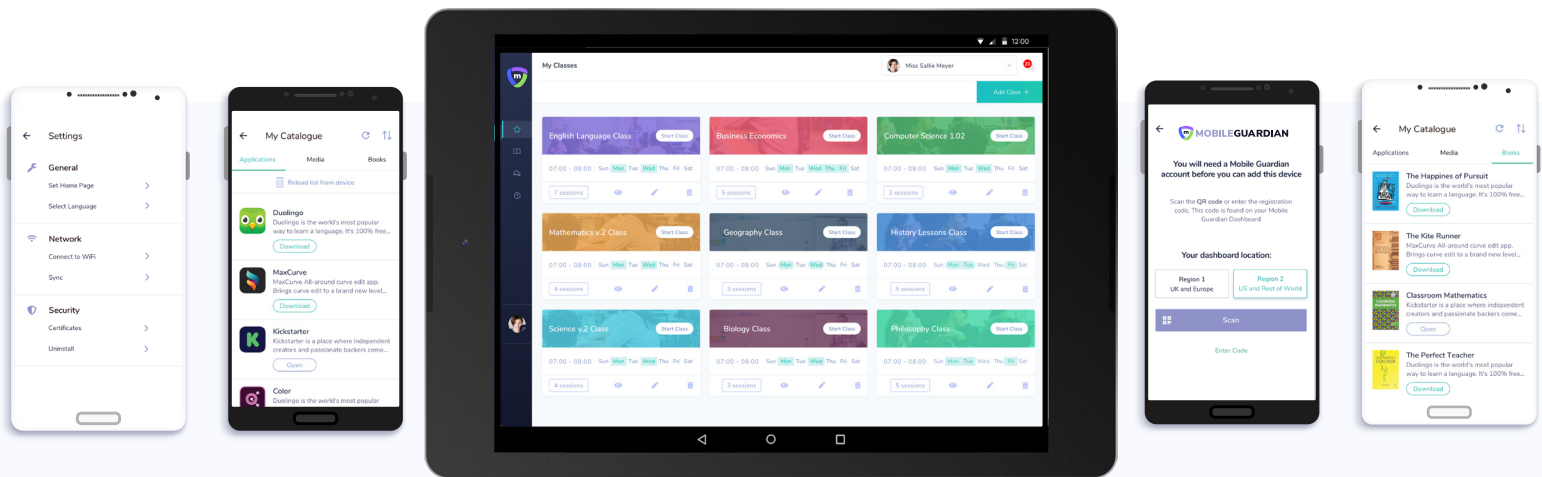 Settings
General
Set Home Page
Select Language
Network
Connect to WiFi
Sync
Security
Certificates
Uninstall
My Catalogue
Applications Media Books
Reload list from device
Duolingo
Duolingo is the world's most popular
way to learn a language. It's 100% free...
Download
MaxCurve
MaxCurve All-around curve edit app.
Brings curve edit to a brand new level...
Download
Kickstarter
Kickstarter is a place where independent
creators and passionate backers come...
Open
Color
Duolingo is the world's most popular
12:00
m
My Classes
Miss Sallie Meyer
Add Class +
English Language Class Start Class
07:00 - 08:00 Sun Mon Tue Wed Thu Fri Sat
7 sessions
Business Economics Start Class
07:00 - 08:00 Sun Mon Tue Wed Thu Fri Sat
5 sessions
Computer Science 1.02 Start Class
07:00 - 08:00 Sun Mon Tue Wed Thu Fri Sat
2 sessions
Mathematics v.2 Class Start Class
07:00 - 08:00 Sun Mon Tue Wed Thu Fri Sat
4 sessions
Geography Class Start Class
07:00 - 08:00 Sun Mon Tue Wed Thu Fri Sat
3 sessions
History Lessons Class Start Class
07:00 - 08:00 Sun Mon Tue Wed Thu Fri Sat
5 sessions
Science v.2 Class Start Class
07:00 - 08:00 Sun Mon Tue Wed Thu Fri Sat
4 sessions
Biology Class Start Class
07:00 - 08:00 Sun Mon Tue Wed Thu Fri Sat
3 sessions
Philosophy Class Start Class
07:00 - 08:00 Sun Mon Tue Wed Thu Fri Sat
5 sessions
m MOBILEGUARDIAN
You will need a Mobile Guardian
account before you can add this device
Scan the QR code or enter the registration
code. This code is found on your Mobile
Guardian Dashboard
Your dashboard location:
Region 1
UK and Europe
Region 2
US and Rest of World
Scan
Enter Code
My Catalogue
Applications Media Books
The Happines of Pursuit
Duolingo is the world's most popular
way to learn a language. It's 100% free...
Download
The Kite Runner
MaxCurve All-around curve edit app.
Brings curve edit to a brand new level...
Download
Classroom Mathematics
Kickstarter is a place where independent
creators and passionate backers come...
Open
The Perfect Teacher
Duolingo is the world's most popular
way to learn a language. It's 100% free...
Download